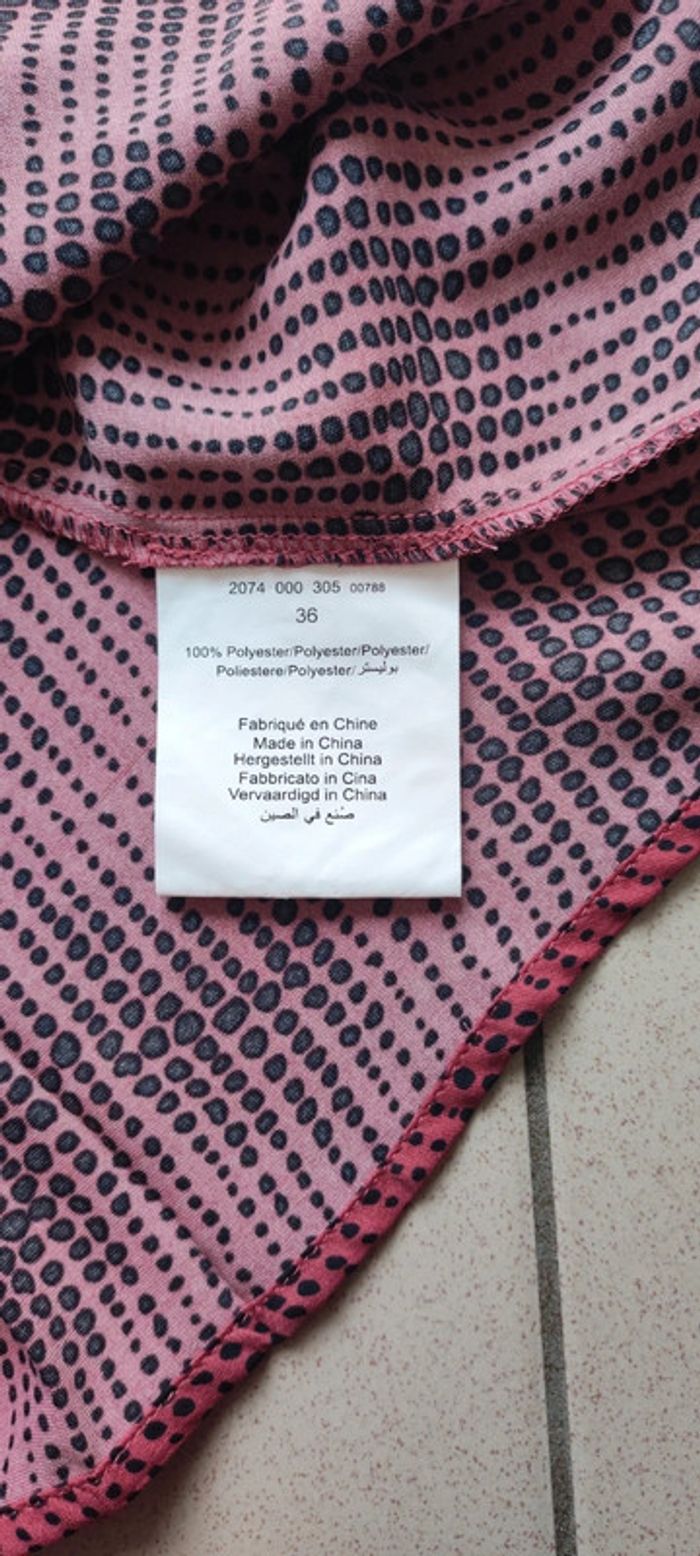 2074 000 305 00788
36
100% Polyester/Polyester/Polyester/
Poliestere/Polyester/بوليستر
Fabriqué en Chine
Made in China
Hergestellt in China
Fabbricato in Cina
Vervaardigd in China
صُنع في الصين